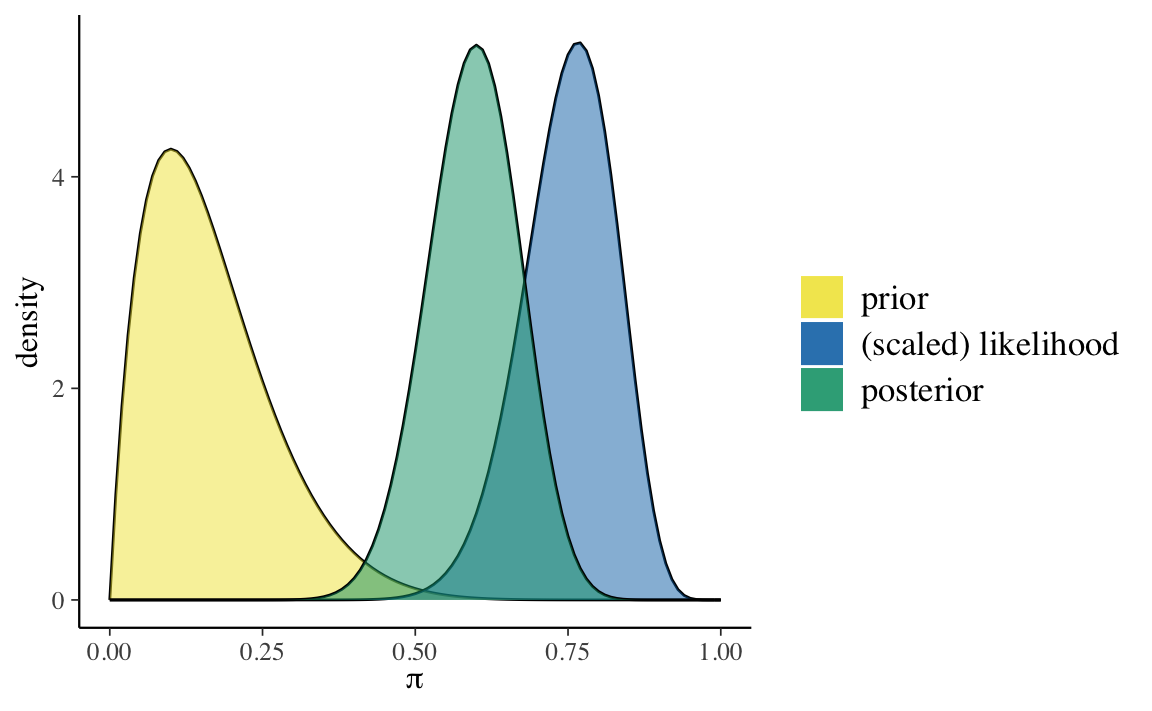 density
4
2
0
0.00 0.25 0.50 0.75 1.00
π
prior
(scaled) likelihood
posterior